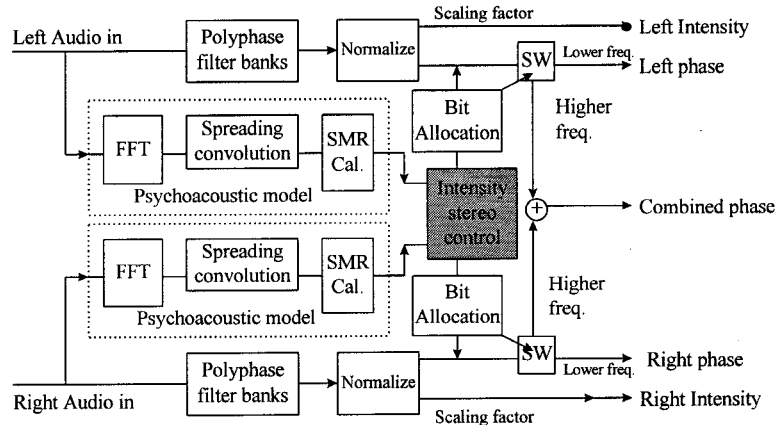 Scaling factor
Left Audio in
Polyphase
filter banks
Normalize
SW
Lower freq.
Left Intensity
Left phase
Bit
Allocation
Higher
freq.
FFT
Spreading
convolution
SMR
Cal.
Psychoacoustic model
Intensity
stereo
control
+
Combined phase
FFT
Spreading
convolution
SMR
Cal.
Psychoacoustic model
Bit
Allocation
Higher
freq.
Right Audio in
Polyphase
filter banks
Normalize
SW
Lower freq.
Right phase
Scaling factor
Right Intensity